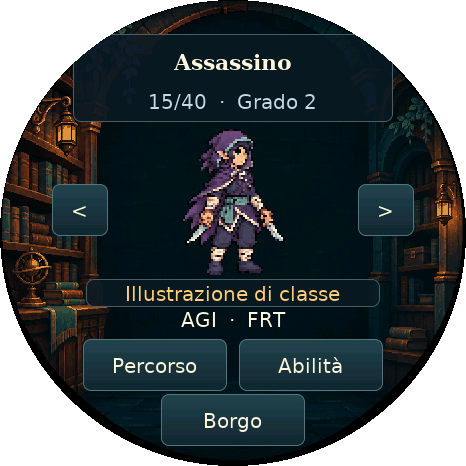 Assassino
15/40 · Grado 2
< >
Illustrazione di classe
AGI · FRT
Percorso Abilità
Borgo